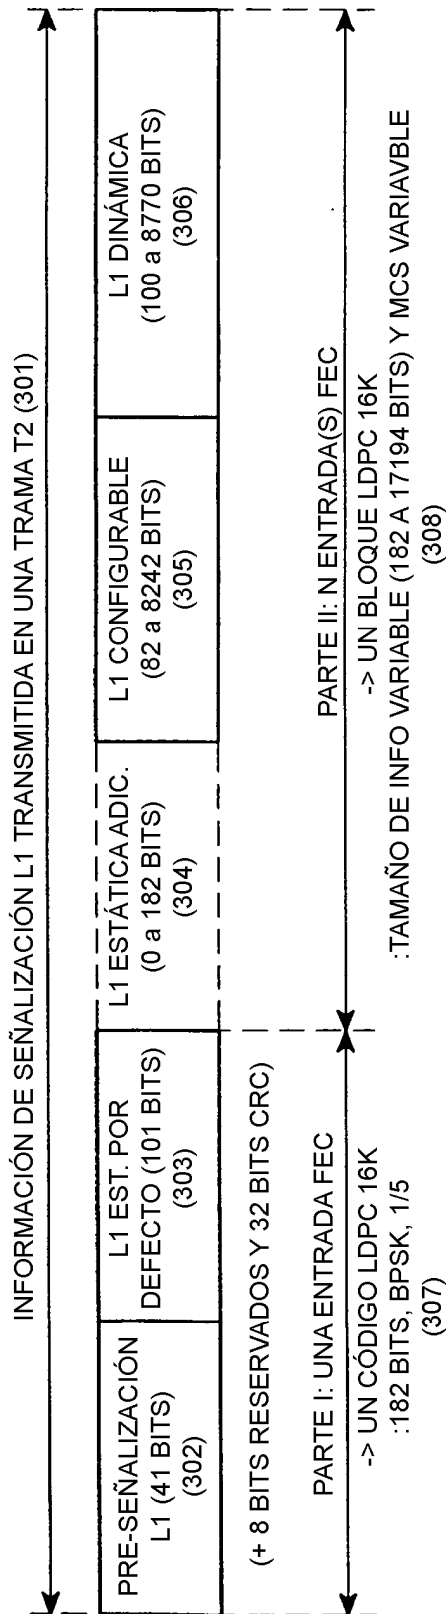 INFORMACIÓN DE SEÑALIZACIÓN L1 TRANSMITIDA EN UNA TRAMA T2 (301)
PRE-SEÑALIZACIÓN
L1 (41 BITS)
(302)
L1 EST. POR
DEFECTO (101 BITS)
(303)
L1 ESTÁTICA ADIC.
(0 a 182 BITS)
(304)
L1 CONFIGURABLE
(82 a 8242 BITS)
(305)
L1 DINÁMICA
(100 a 8770 BITS)
(306)
(+ 8 BITS RESERVADOS Y 32 BITS CRC)
PARTE I: UNA ENTRADA FEC
-> UN CÓDIGO LDPC 16K
:182 BITS, BPSK, 1/5
(307)
PARTE II: N ENTRADA(S) FEC
-> UN BLOQUE LDPC 16K
:TAMAÑO DE INFO VARIABLE (182 A 17194 BITS) Y MCS VARIAVBLE
(308)